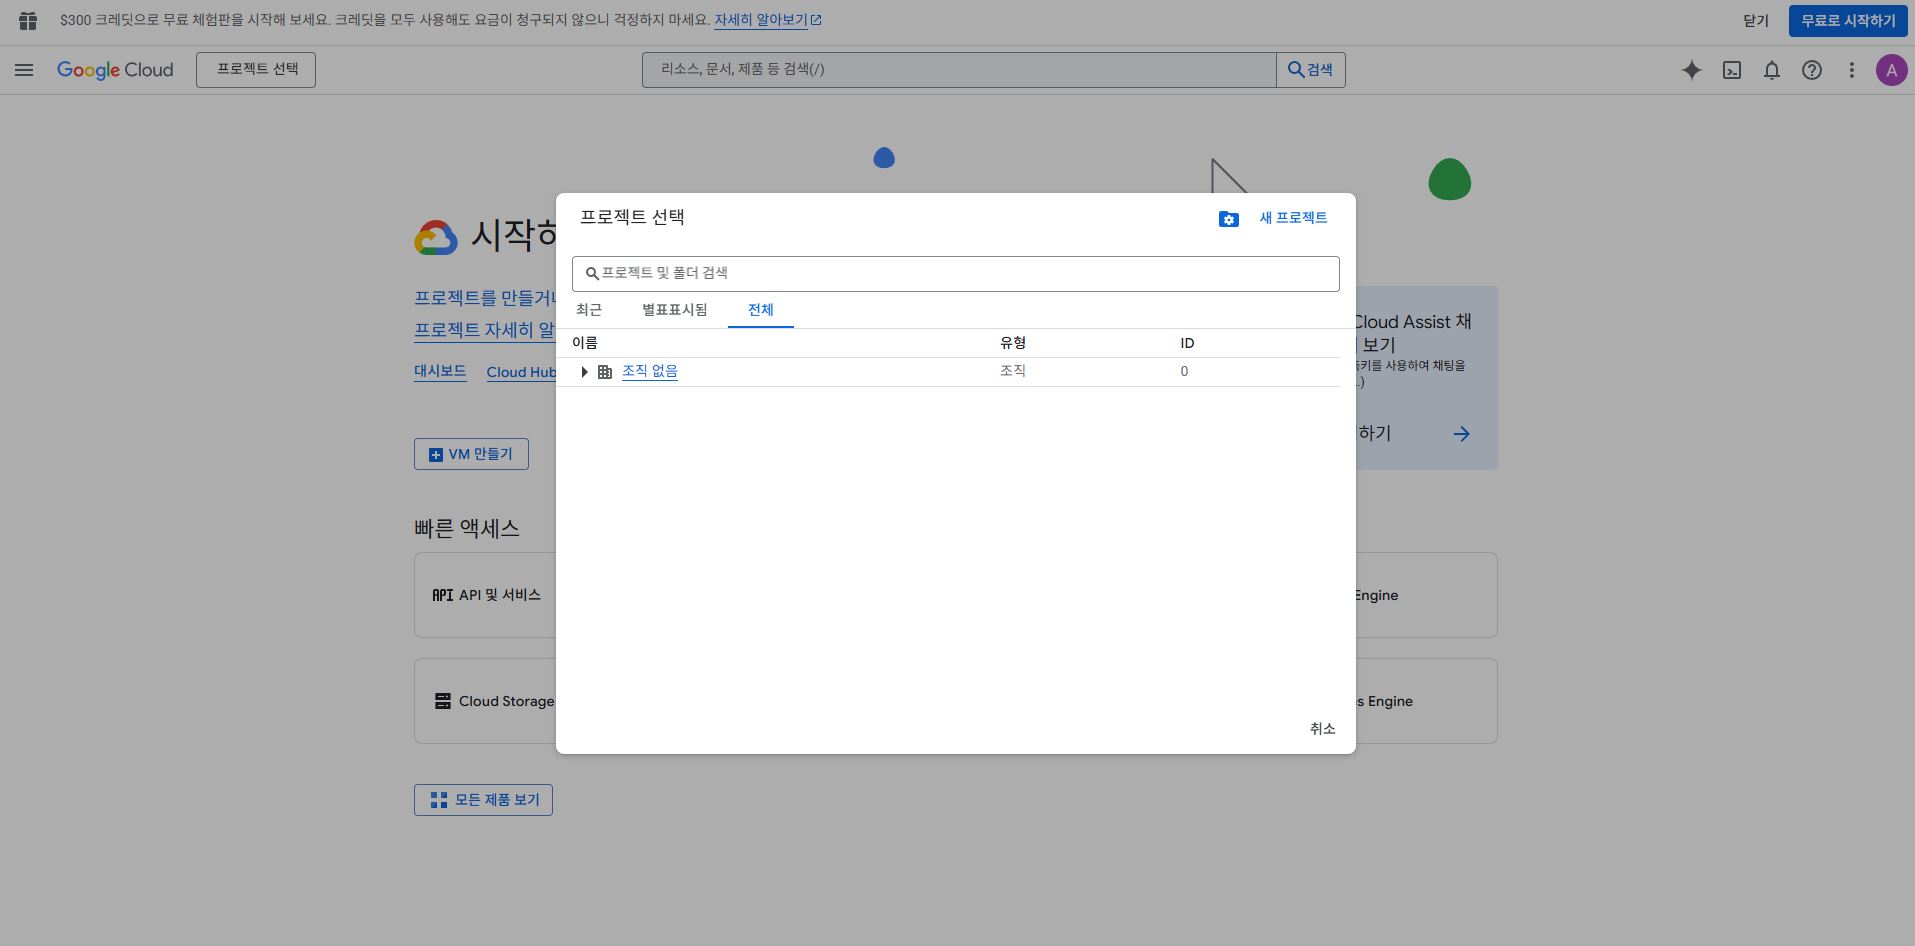 $300 크레딧으로 무료 체험판을 시작해 보세요. 크레딧을 모두 사용해도 요금이 청구되지 않으니 걱정하지 마세요. 자세히 알아보기
닫기
무료로 시작하기
Google Cloud
프로젝트 선택
리소스, 문서, 제품 등 검색(/)
검색
A
시작하
프로젝트 선택
새 프로젝트
프로젝트 및 폴더 검색
최근
별표표시됨
전체
이름
유형
ID
조직 없음
조직
0
취소
프로젝트를 만들거나
프로젝트 자세히 알
대시보드
Cloud Hub
Cloud Assist 채
보기
키를 사용하여 채팅을
.)
하기
VM 만들기
빠른 액세스
API API 및 서비스
Engine
Cloud Storage
s Engine
모든 제품 보기